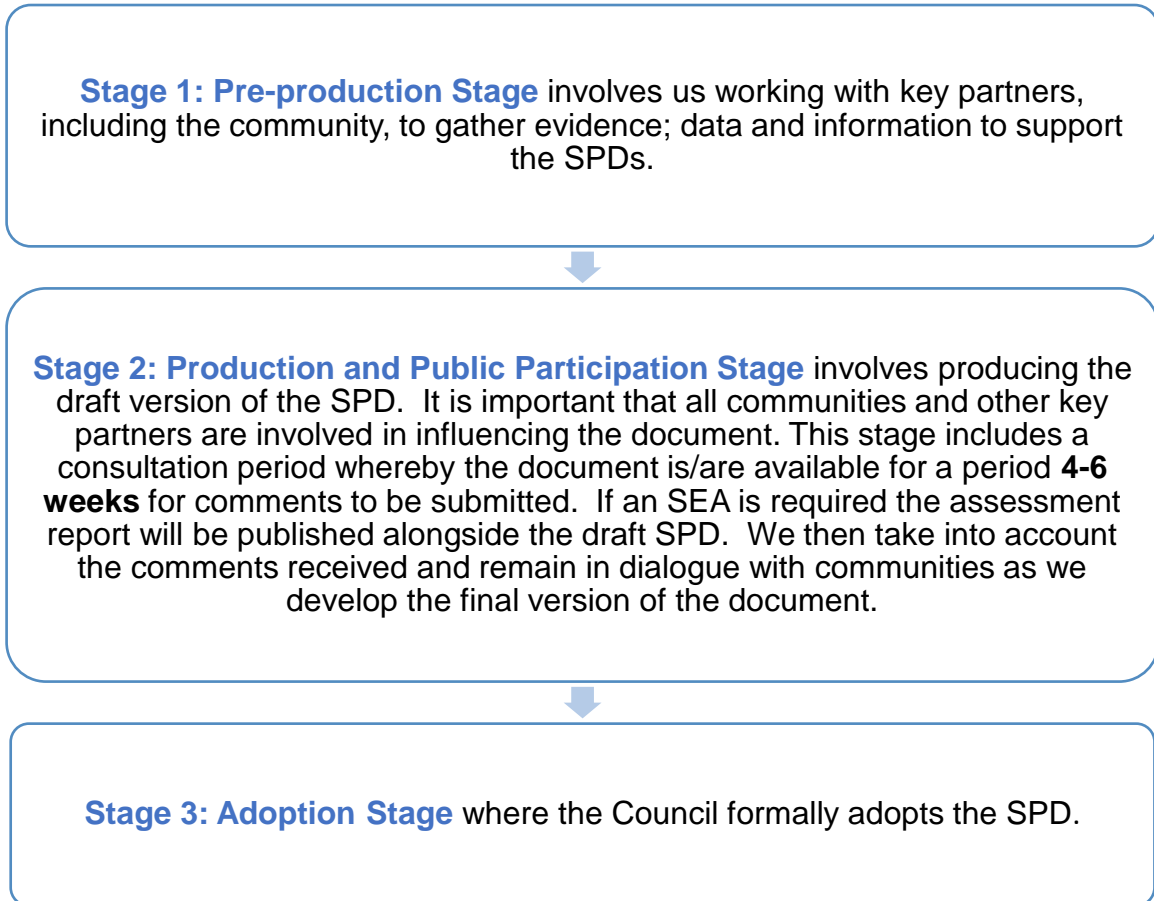 Stage 1: Pre-production Stage involves us working with key partners,
including the community, to gather evidence; data and information to support
the SPDs.
Stage 2: Production and Public Participation Stage involves producing the
draft version of the SPD.  It is important that all communities and other key
partners are involved in influencing the document. This stage includes a
consultation period whereby the document is/are available for a period 4-6
weeks for comments to be submitted.  If an SEA is required the assessment
report will be published alongside the draft SPD.  We then take into account
the comments received and remain in dialogue with communities as we
develop the final version of the document.
Stage 3: Adoption Stage where the Council formally adopts the SPD.